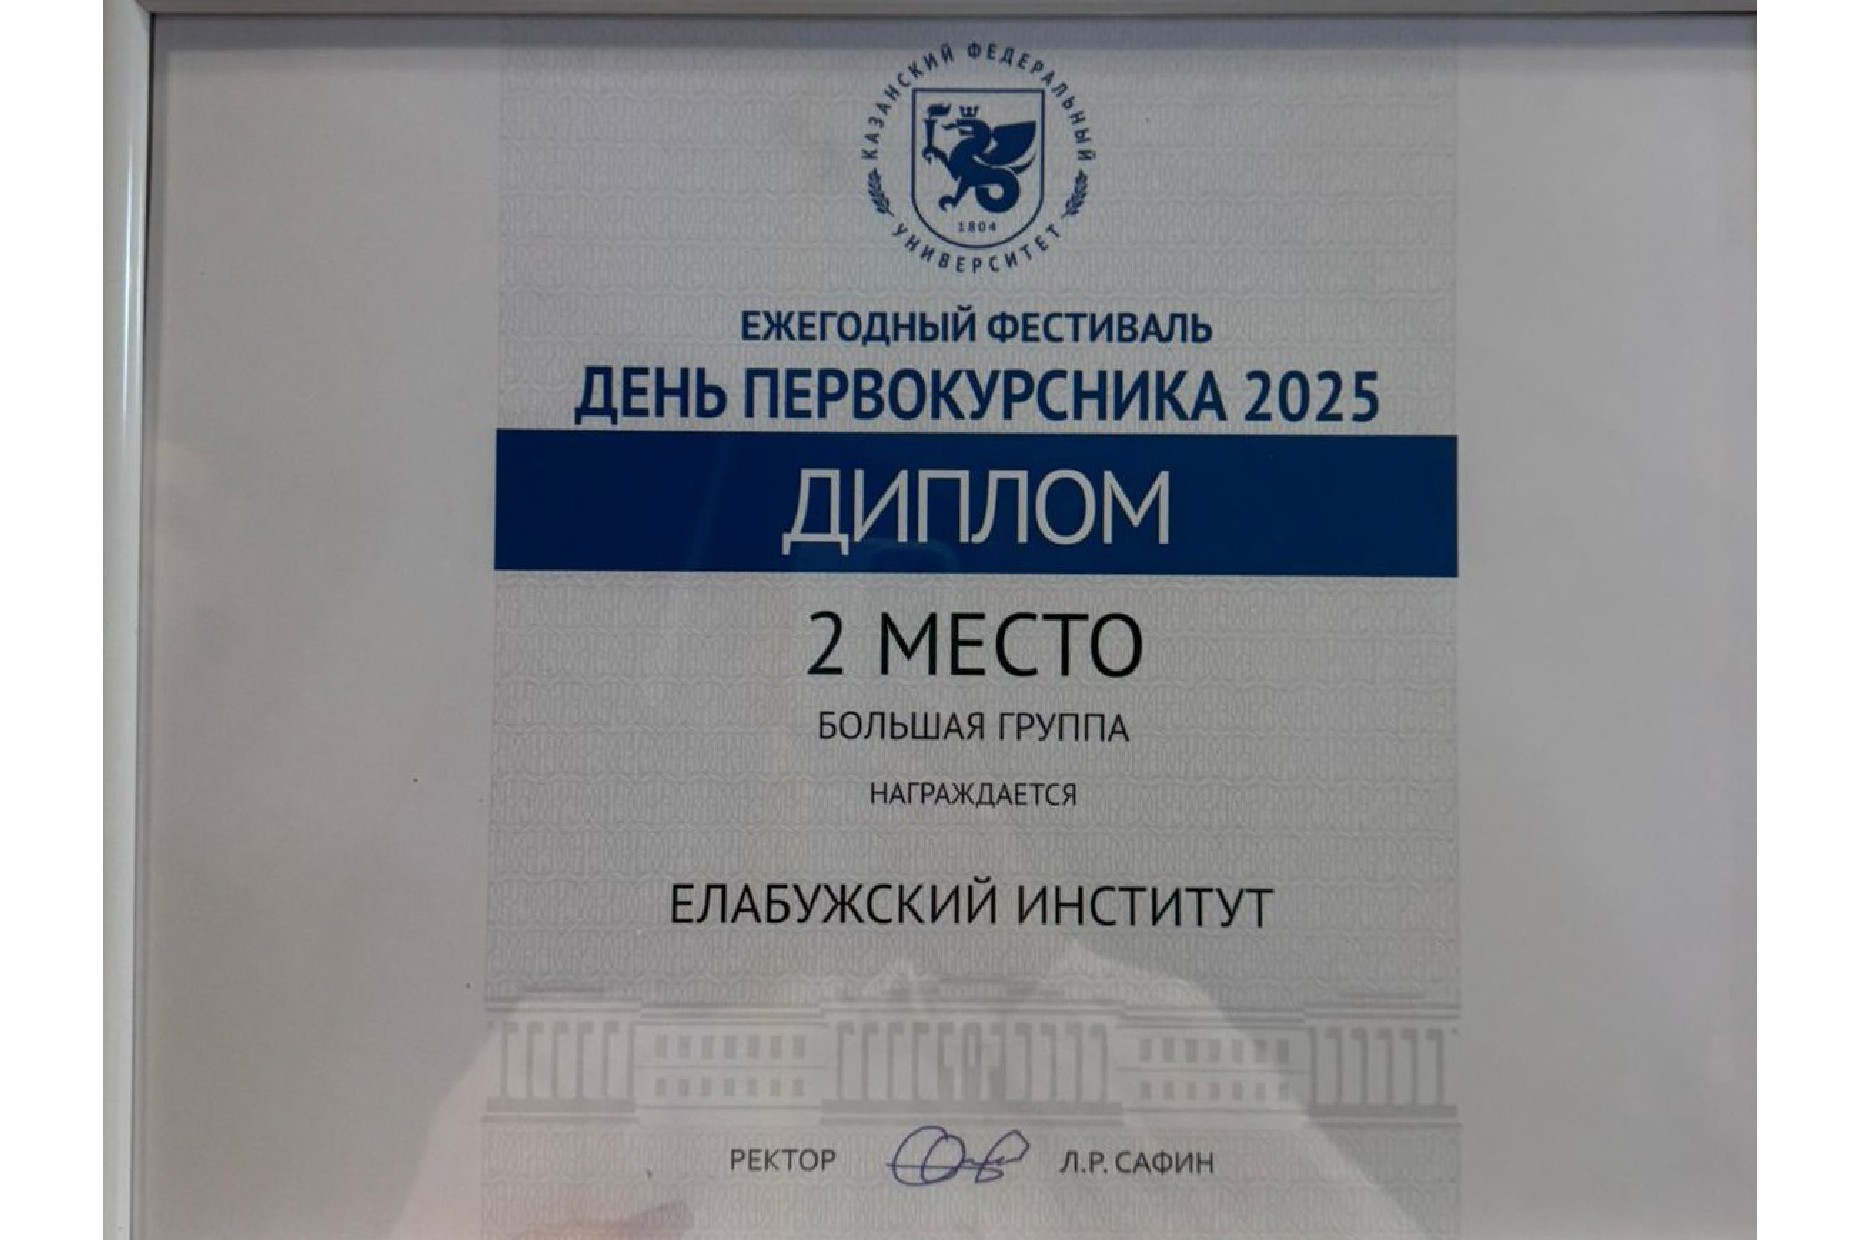 КАЗАНСКИЙ ФЕДЕРАЛЬНЫЙ
УНИВЕРСИТЕТ
1804
ЕЖЕГОДНЫЙ ФЕСТИВАЛЬ
ДЕНЬ ПЕРВОКУРСНИКА 2025
ДИПЛОМ
2 МЕСТО
БОЛЬШАЯ ГРУППА
НАГРАЖДАЕТСЯ
ЕЛАБУЖСКИЙ ИНСТИТУТ
РЕКТОР Л.Р. САФИН